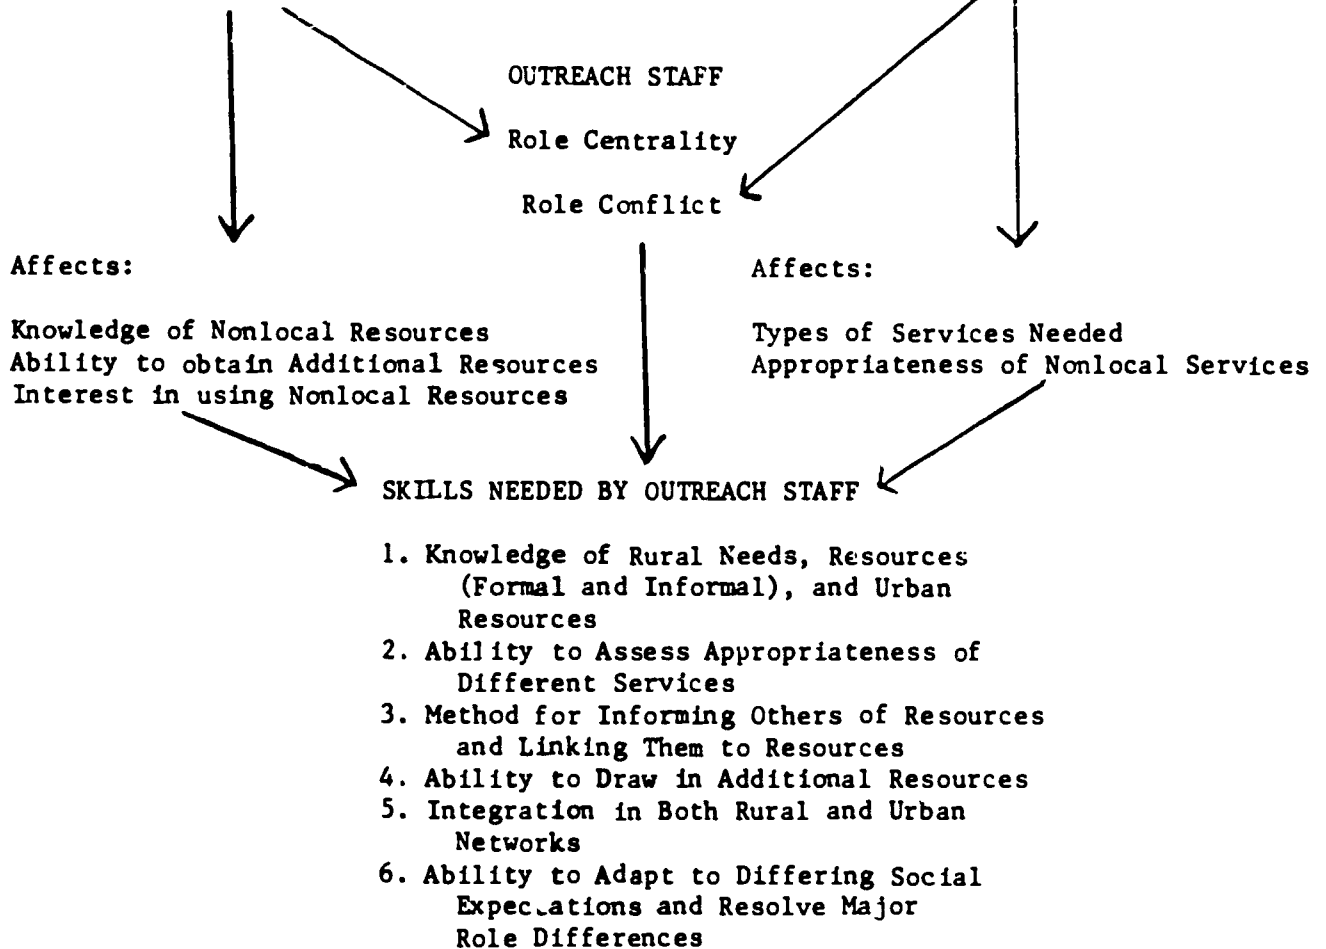 OUTREACH STAFF
Role Centrality
Role Conflict
Affects:
Knowledge of Nonlocal Resources
Ability to obtain Additional Resources
Interest in using Nonlocal Resources
Affects:
Types of Services Needed
Appropriateness of Nonlocal Services
SKILLS NEEDED BY OUTREACH STAFF
1. Knowledge of Rural Needs, Resources
(Formal and Informal), and Urban
Resources
2. Ability to Assess Appropriateness of
Different Services
3. Method for Informing Others of Resources
and Linking Them to Resources
4. Ability to Draw in Additional Resources
5. Integration in Both Rural and Urban
Networks
6. Ability to Adapt to Differing Social
Expectations and Resolve Major
Role Differences